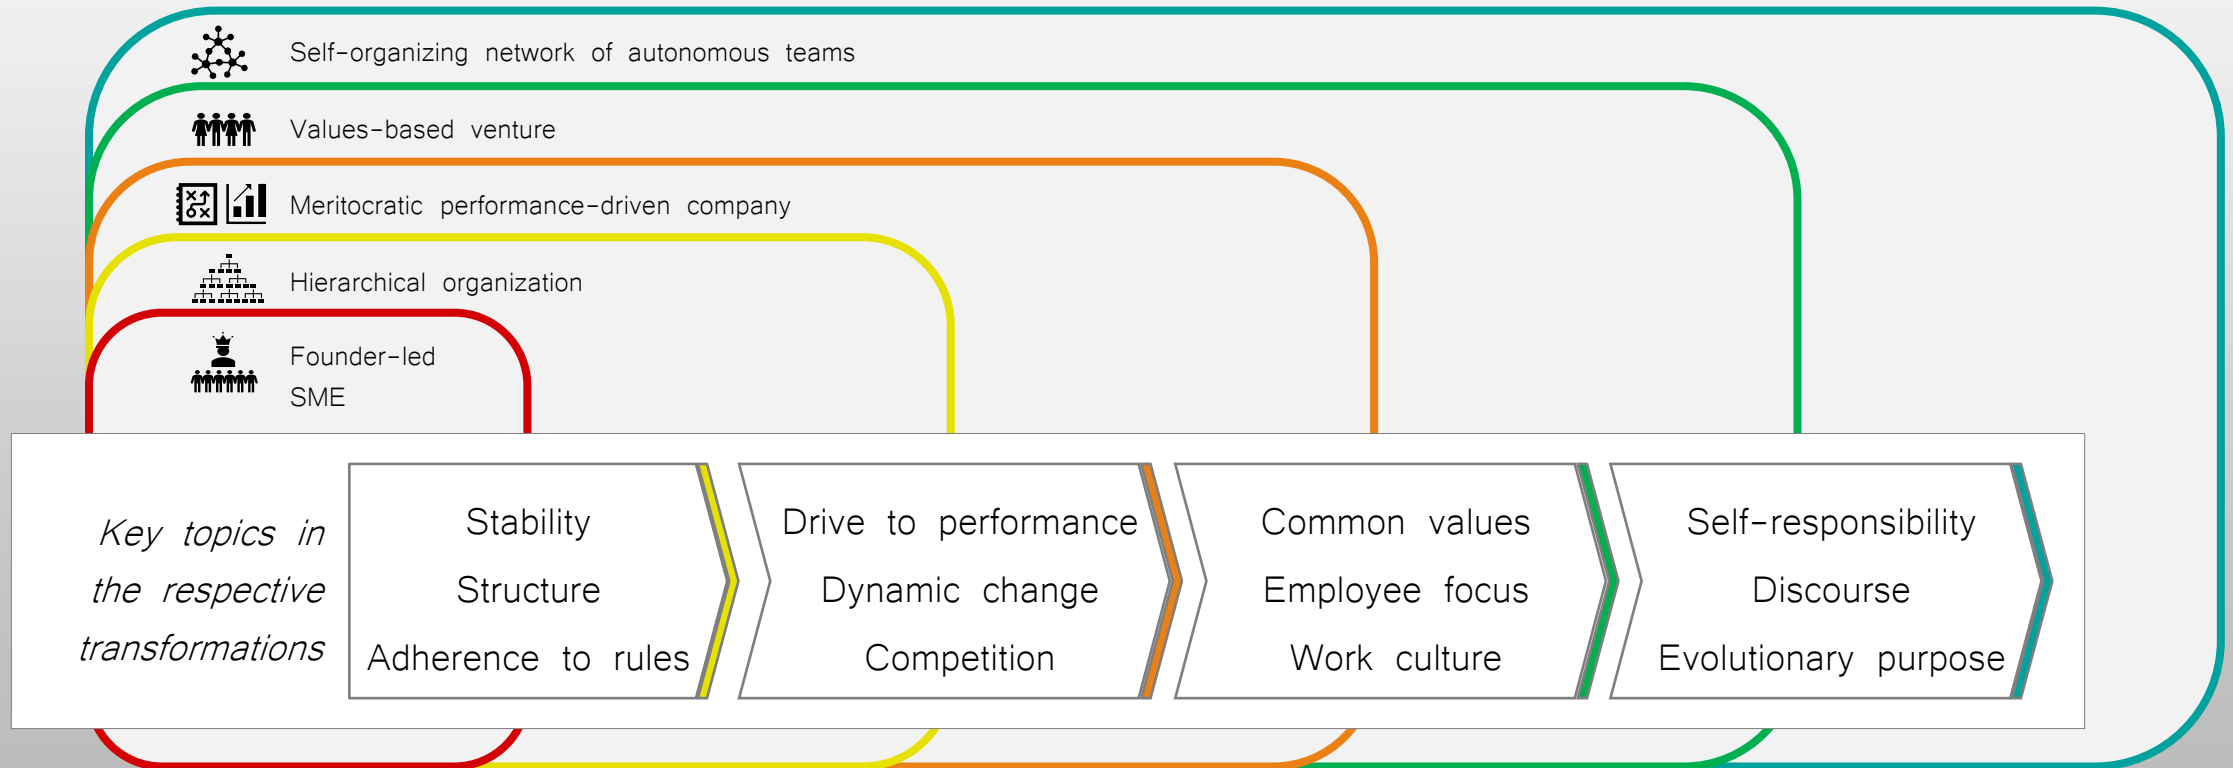 Self-organizing network of autonomous teams
Values-based venture
Meritocratic performance-driven company
Hierarchical organization
Founder-led
SME
Key topics in
the respective
transformations
Stability
Structure
Adherence to rules
Drive to performance
Dynamic change
Competition
Common values
Employee focus
Work culture
Self-responsibility
Discourse
Evolutionary purpose